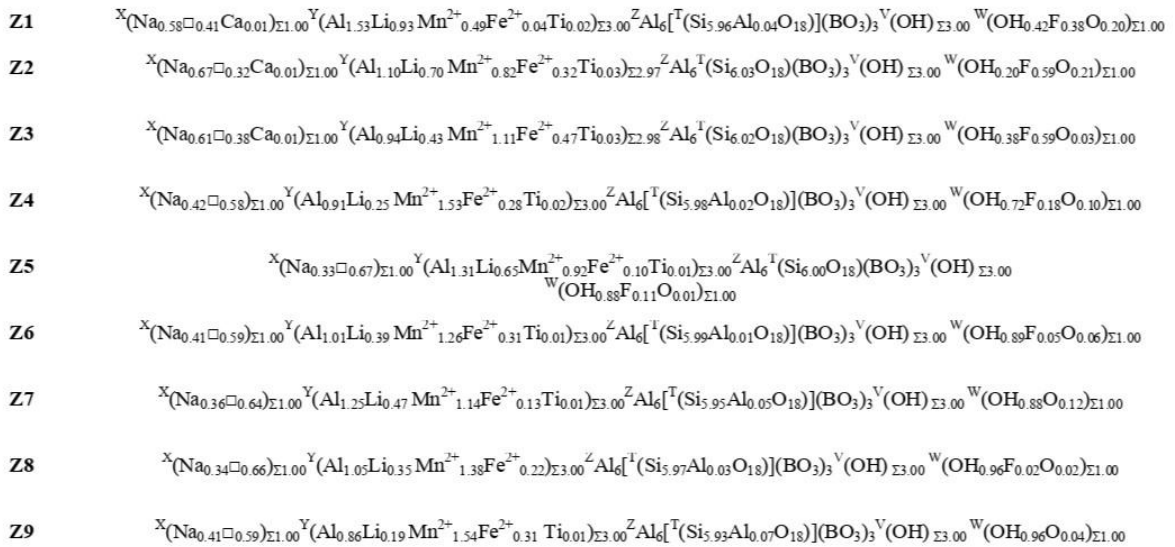 Z1 ^X(Na₀.₅₈□₀.₄₁Ca₀.₀₁)Σ₁.₀₀^Y(Al₁.₅₃Li₀.₉₃ Mn²⁺₀.₄₉Fe²⁺₀.₀₄Ti₀.₀₂)Σ₃.₀₀^ZAl₆[^T(Si₅.₉₆Al₀.₀₄O₁₈)](BO₃)₃^V(OH) Σ₃.₀₀ ^W(OH₀.₄₂F₀.₃₈O₀.₂₀)Σ₁.₀₀
Z2 ^X(Na₀.₆₇□₀.₃₂Ca₀.₀₁)Σ₁.₀₀^Y(Al₁.₁₀Li₀.₇₀ Mn²⁺₀.₈₂Fe²⁺₀.₃₂Ti₀.₀₃)Σ₂.₉₇^ZAl₆^T(Si₆.₀₃O₁₈)(BO₃)₃^V(OH) Σ₃.₀₀ ^W(OH₀.₂₀F₀.₅₉O₀.₂₁)Σ₁.₀₀
Z3 ^X(Na₀.₆₁□₀.₃₈Ca₀.₀₁)Σ₁.₀₀^Y(Al₀.₉₄Li₀.₄₃ Mn²⁺₁.₁₁Fe²⁺₀.₄₇Ti₀.₀₃)Σ₂.₉₈^ZAl₆^T(Si₆.₀₂O₁₈)(BO₃)₃^V(OH) Σ₃.₀₀ ^W(OH₀.₃₈F₀.₅₉O₀.₀₃)Σ₁.₀₀
Z4 ^X(Na₀.₄₂□₀.₅₈)Σ₁.₀₀^Y(Al₀.₉₁Li₀.₂₅ Mn²⁺₁.₅₃Fe²⁺₀.₂₈Ti₀.₀₂)Σ₃.₀₀^ZAl₆[^T(Si₅.₉₈Al₀.₀₂O₁₈)](BO₃)₃^V(OH) Σ₃.₀₀ ^W(OH₀.₇₂F₀.₁₈O₀.₁₀)Σ₁.₀₀
Z5 ^X(Na₀.₃₃□₀.₆₇)Σ₁.₀₀^Y(Al₁.₃₁Li₀.₆₅Mn²⁺₀.₉₂Fe²⁺₀.₁₀Ti₀.₀₁)Σ₃.₀₀^ZAl₆^T(Si₆.₀₀O₁₈)(BO₃)₃^V(OH) Σ₃.₀₀
^W(OH₀.₈₈F₀.₁₁O₀.₀₁)Σ₁.₀₀
Z6 ^X(Na₀.₄₁□₀.₅₉)Σ₁.₀₀^Y(Al₁.₀₁Li₀.₃₉ Mn²⁺₁.₂₆Fe²⁺₀.₃₁Ti₀.₀₁)Σ₃.₀₀^ZAl₆[^T(Si₅.₉₉Al₀.₀₁O₁₈)](BO₃)₃^V(OH) Σ₃.₀₀ ^W(OH₀.₈₉F₀.₀₅O₀.₀₆)Σ₁.₀₀
Z7 ^X(Na₀.₃₆□₀.₆₄)Σ₁.₀₀^Y(Al₁.₂₅Li₀.₄₇ Mn²⁺₁.₁₄Fe²⁺₀.₁₃Ti₀.₀₁)Σ₃.₀₀^ZAl₆[^T(Si₅.₉₅Al₀.₀₅O₁₈)](BO₃)₃^V(OH) Σ₃.₀₀ ^W(OH₀.₈₈O₀.₁₂)Σ₁.₀₀
Z8 ^X(Na₀.₃₄□₀.₆₆)Σ₁.₀₀^Y(Al₁.₀₅Li₀.₃₅ Mn²⁺₁.₃₈Fe²⁺₀.₂₂)Σ₃.₀₀^ZAl₆[^T(Si₅.₉₇Al₀.₀₃O₁₈)](BO₃)₃^V(OH) Σ₃.₀₀ ^W(OH₀.₉₆F₀.₀₂O₀.₀₂)Σ₁.₀₀
Z9 ^X(Na₀.₄₁□₀.₅₉)Σ₁.₀₀^Y(Al₀.₈₆Li₀.₁₉ Mn²⁺₁.₅₄Fe²⁺₀.₃₁ Ti₀.₀₁)Σ₃.₀₀^ZAl₆[^T(Si₅.₉₃Al₀.₀₇O₁₈)](BO₃)₃^V(OH) Σ₃.₀₀ ^W(OH₀.₉₆O₀.₀₄)Σ₁.₀₀